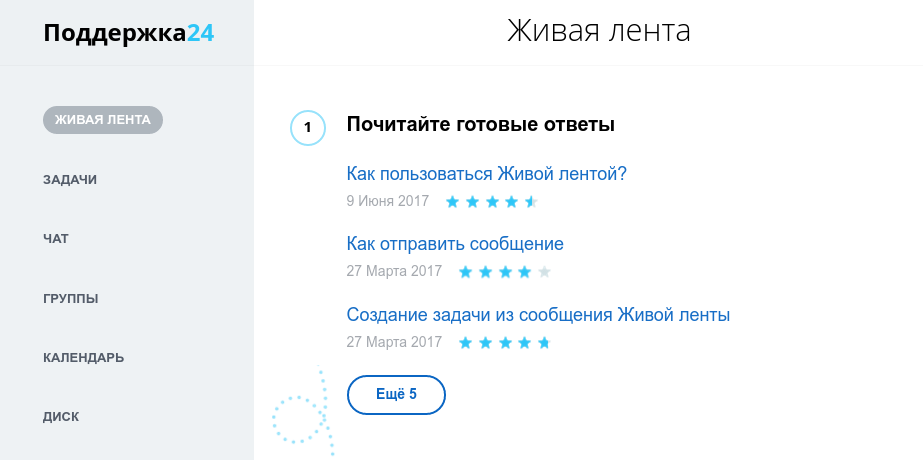 Поддержка24
Живая лента
ЖИВАЯ ЛЕНТА
ЗАДАЧИ
ЧАТ
ГРУППЫ
КАЛЕНДАРЬ
ДИСК
1
Почитайте готовые ответы
Как пользоваться Живой лентой?
9 Июня 2017
Как отправить сообщение
27 Марта 2017
Создание задачи из сообщения Живой ленты
27 Марта 2017
Ещё 5